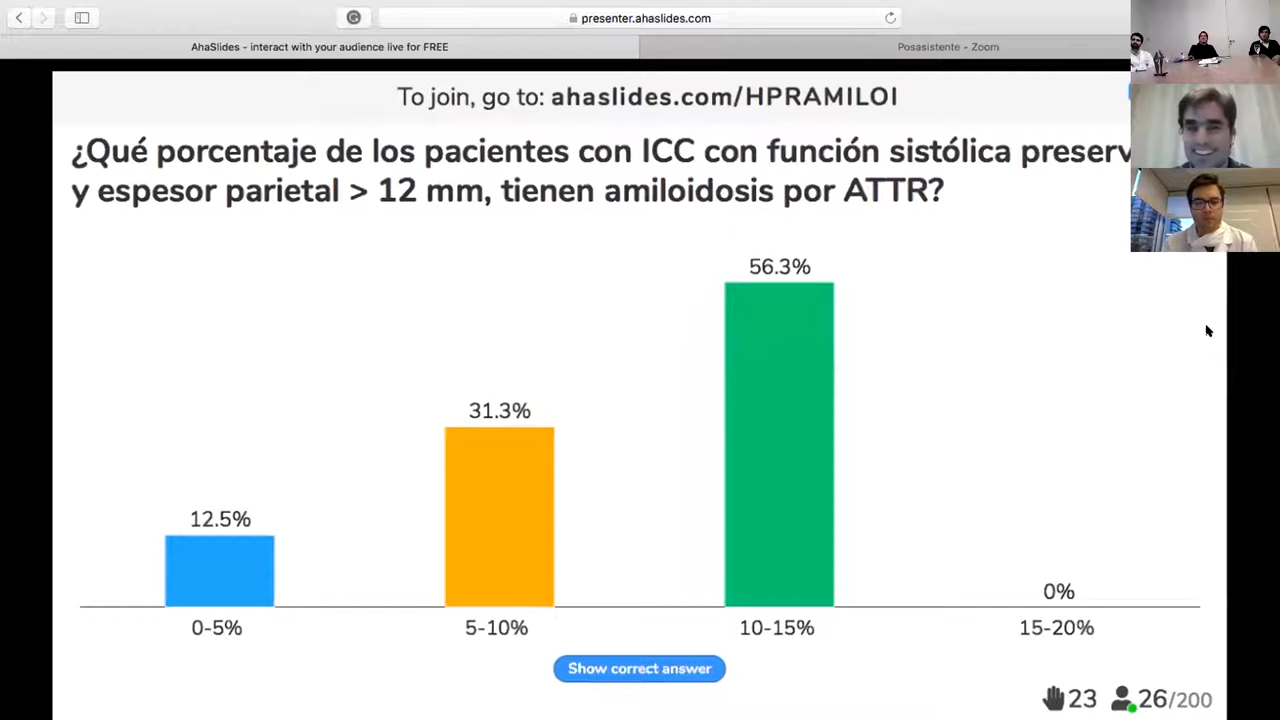 presenter.ahaslides.com
AhaSlides - interact with your audience live for FREE
Posasistente - Zoom
To join, go to: ahaslides.com/HPRAMILOI
¿Qué porcentaje de los pacientes con ICC con función sistólica preserv
y espesor parietal > 12 mm, tienen amiloidosis por ATTR?
56.3%
31.3%
12.5%
0%
0-5%
5-10%
10-15%
15-20%
Show correct answer
23
26/200